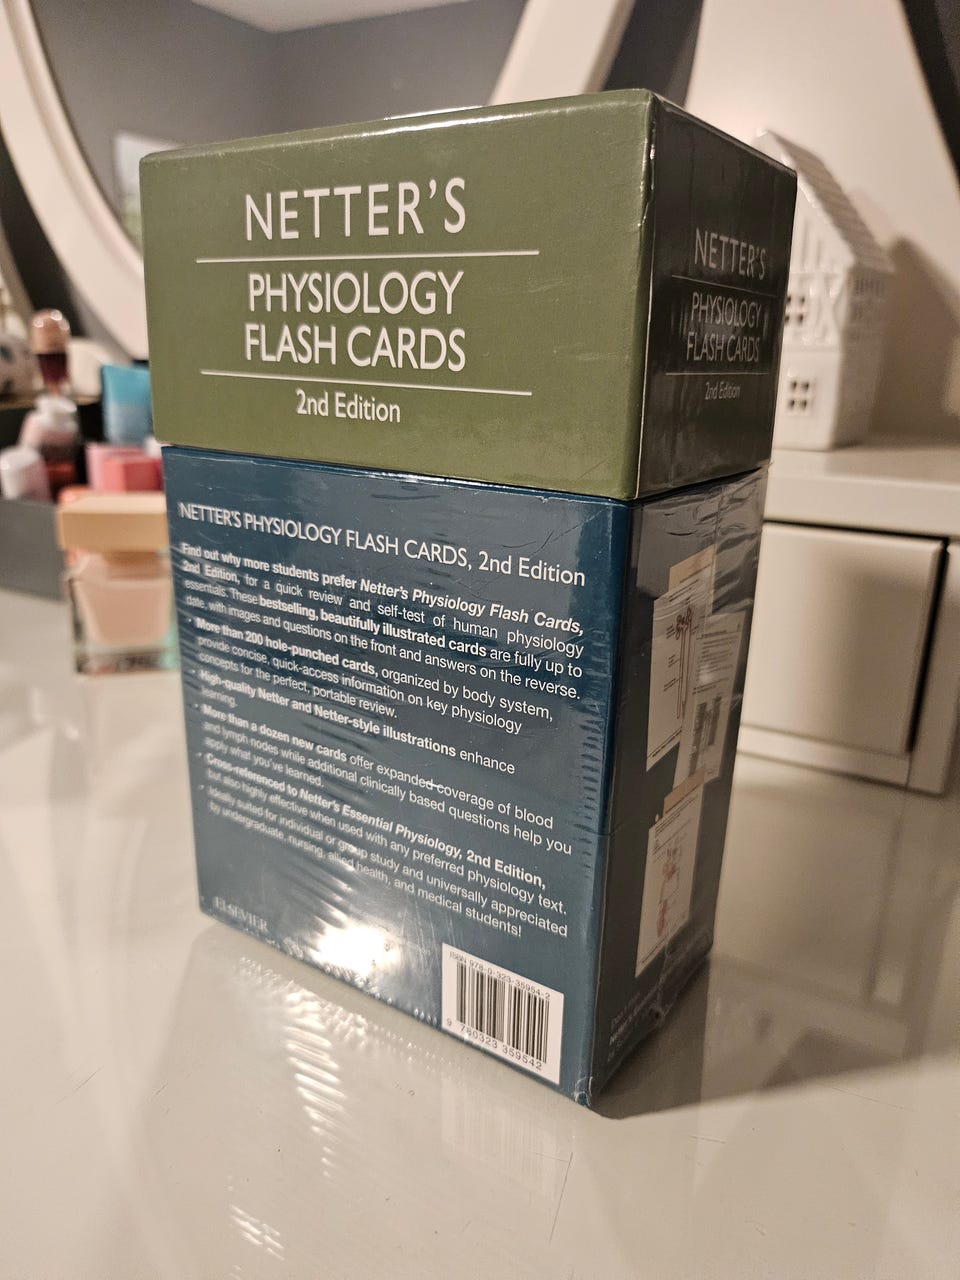 NETTER'S
PHYSIOLOGY
FLASH CARDS
2nd Edition
NETTER'S
PHYSIOLOGY
FLASH CARDS
2nd Edition
NETTER'S PHYSIOLOGY FLASH CARDS, 2nd Edition
Find out why more students prefer Netter's Physiology Flash Cards,
2nd Edition, for a quick review and self-test of human physiology
essentials. These bestselling, beautifully illustrated cards are fully up to
date, with images and questions on the front and answers on the reverse.
• More than 200 hole-punched cards, organized by body system,
provide concise, quick-access information on key physiology
concepts for the perfect, portable review.
• High-quality Netter and Netter-style illustrations enhance
learning.
• More than a dozen new cards offer expanded coverage of blood
and lymph nodes while additional clinically based questions help you
apply what you've learned.
• Cross-referenced to Netter's Essential Physiology, 2nd Edition,
but also highly effective when used with any preferred physiology text.
• Ideally suited for individual or group study and universally appreciated
by undergraduate, nursing, allied health, and medical students!
ELSEVIER
ISBN 978-0-323-35954-2
9 780323 359542